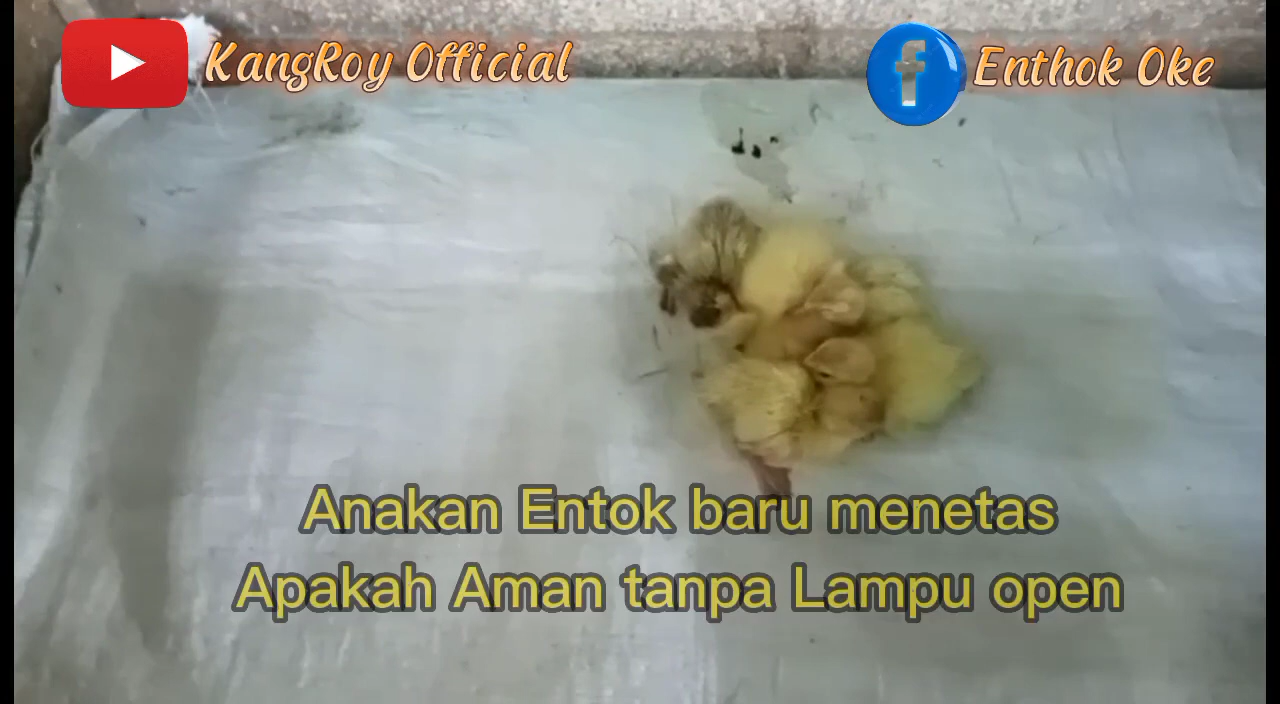 KangRoy Official
Enthok Oke
Anakan Entok baru menetas
Apakah Aman tanpa Lampu open